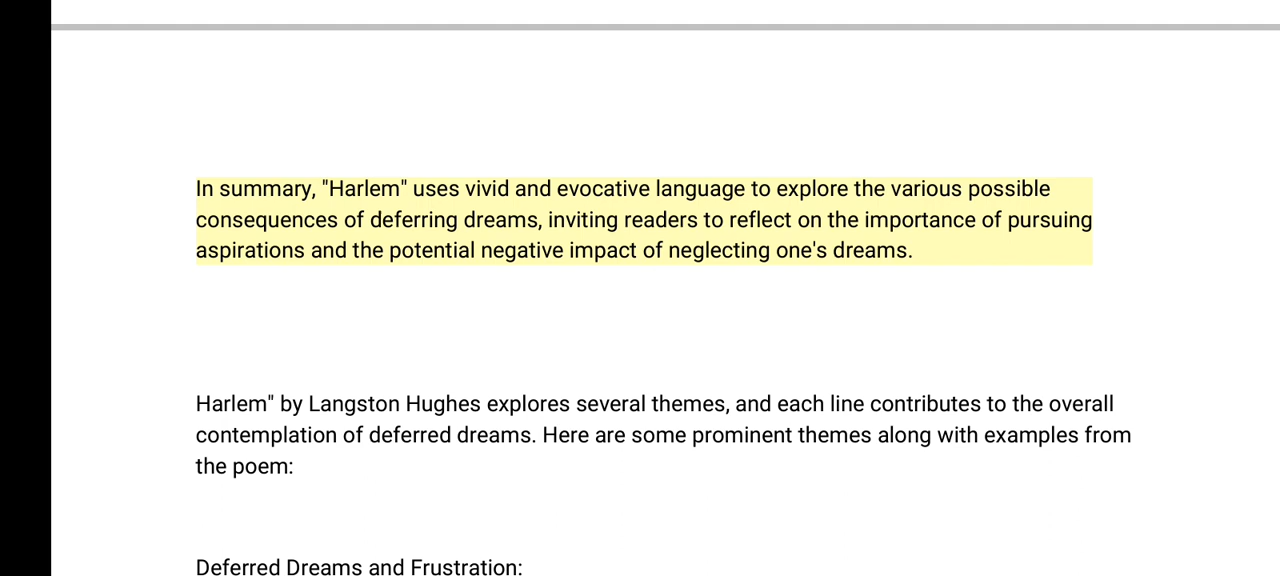 In summary, "Harlem" uses vivid and evocative language to explore the various possible
consequences of deferring dreams, inviting readers to reflect on the importance of pursuing
aspirations and the potential negative impact of neglecting one's dreams.
Harlem" by Langston Hughes explores several themes, and each line contributes to the overall
contemplation of deferred dreams. Here are some prominent themes along with examples from
the poem:
Deferred Dreams and Frustration: